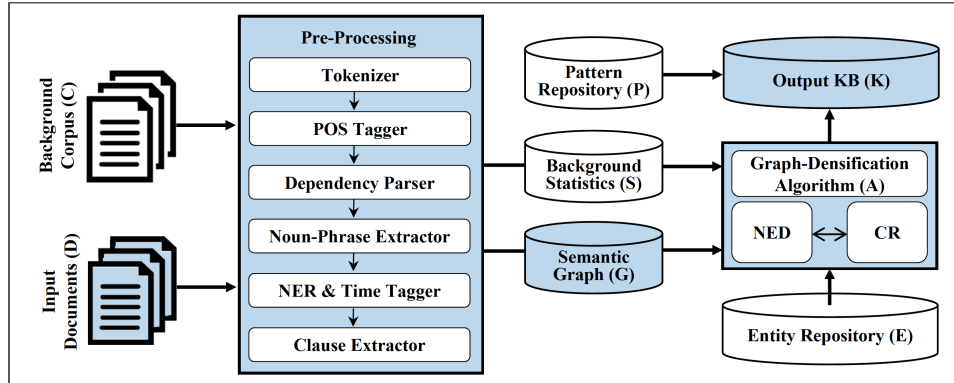 Background
Corpus (C)
Input
Documents (D)
Pre-Processing
Tokenizer
POS Tagger
Dependency Parser
Noun-Phrase Extractor
NER & Time Tagger
Clause Extractor
Pattern
Repository (P)
Background
Statistics (S)
Semantic
Graph (G)
Output KB (K)
Graph-Densification
Algorithm (A)
NED
CR
Entity Repository (E)